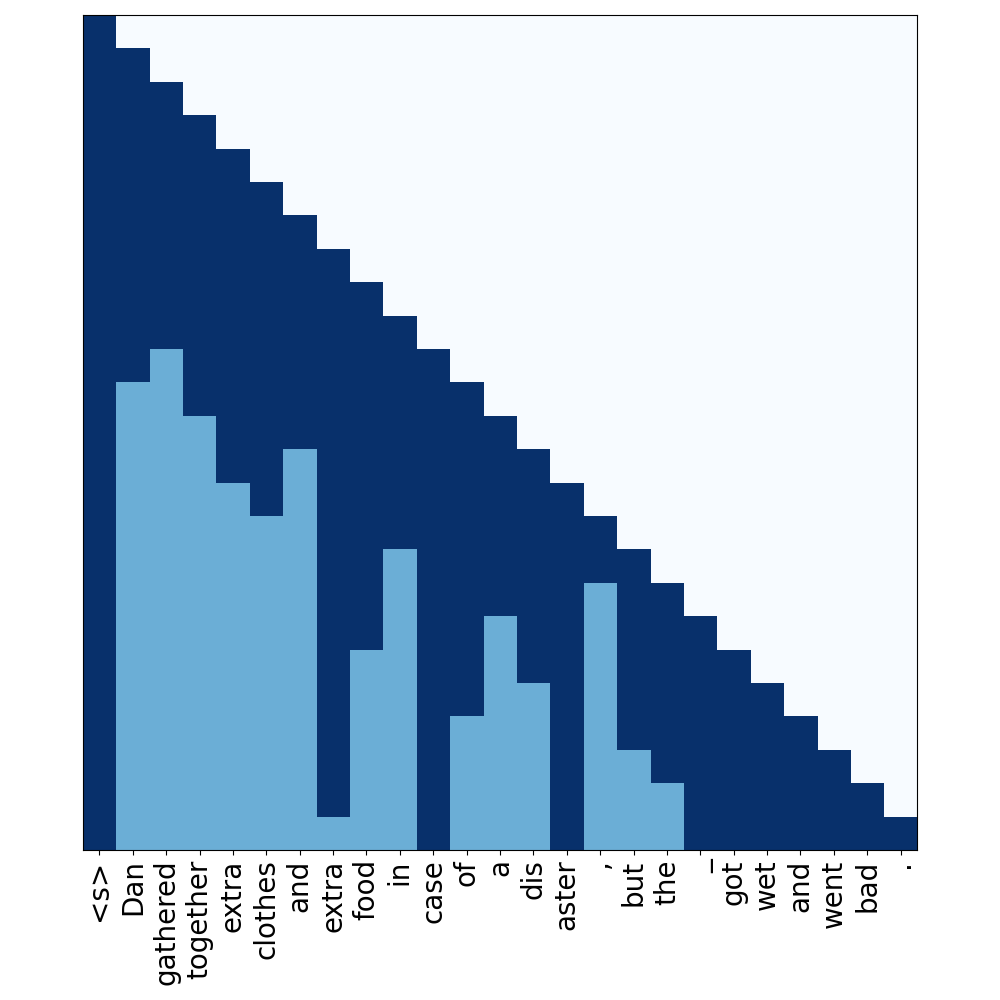 <s> Dan gathered together extra clothes and extra food in case of a dis aster , but the _ got wet and went bad .